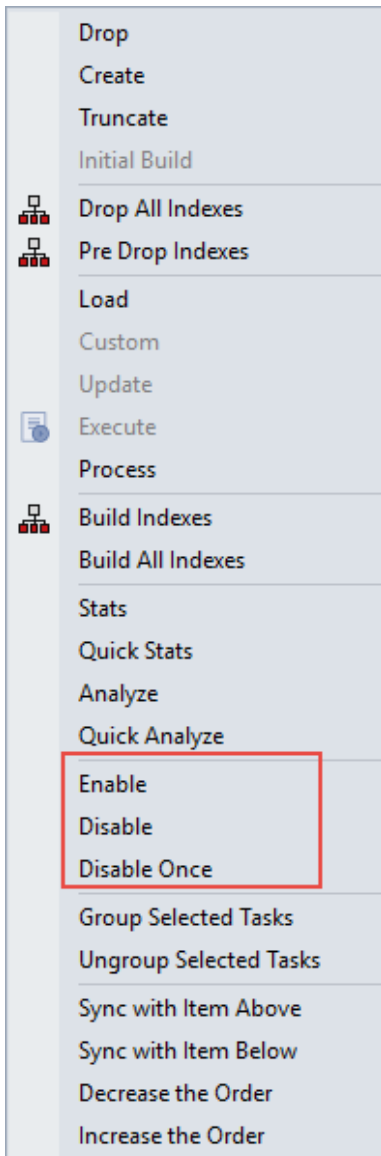 Drop
Create
Truncate
Initial Build
Drop All Indexes
Pre Drop Indexes
Load
Custom
Update
Execute
Process
Build Indexes
Build All Indexes
Stats
Quick Stats
Analyze
Quick Analyze
Enable
Disable
Disable Once
Group Selected Tasks
Ungroup Selected Tasks
Sync with Item Above
Sync with Item Below
Decrease the Order
Increase the Order